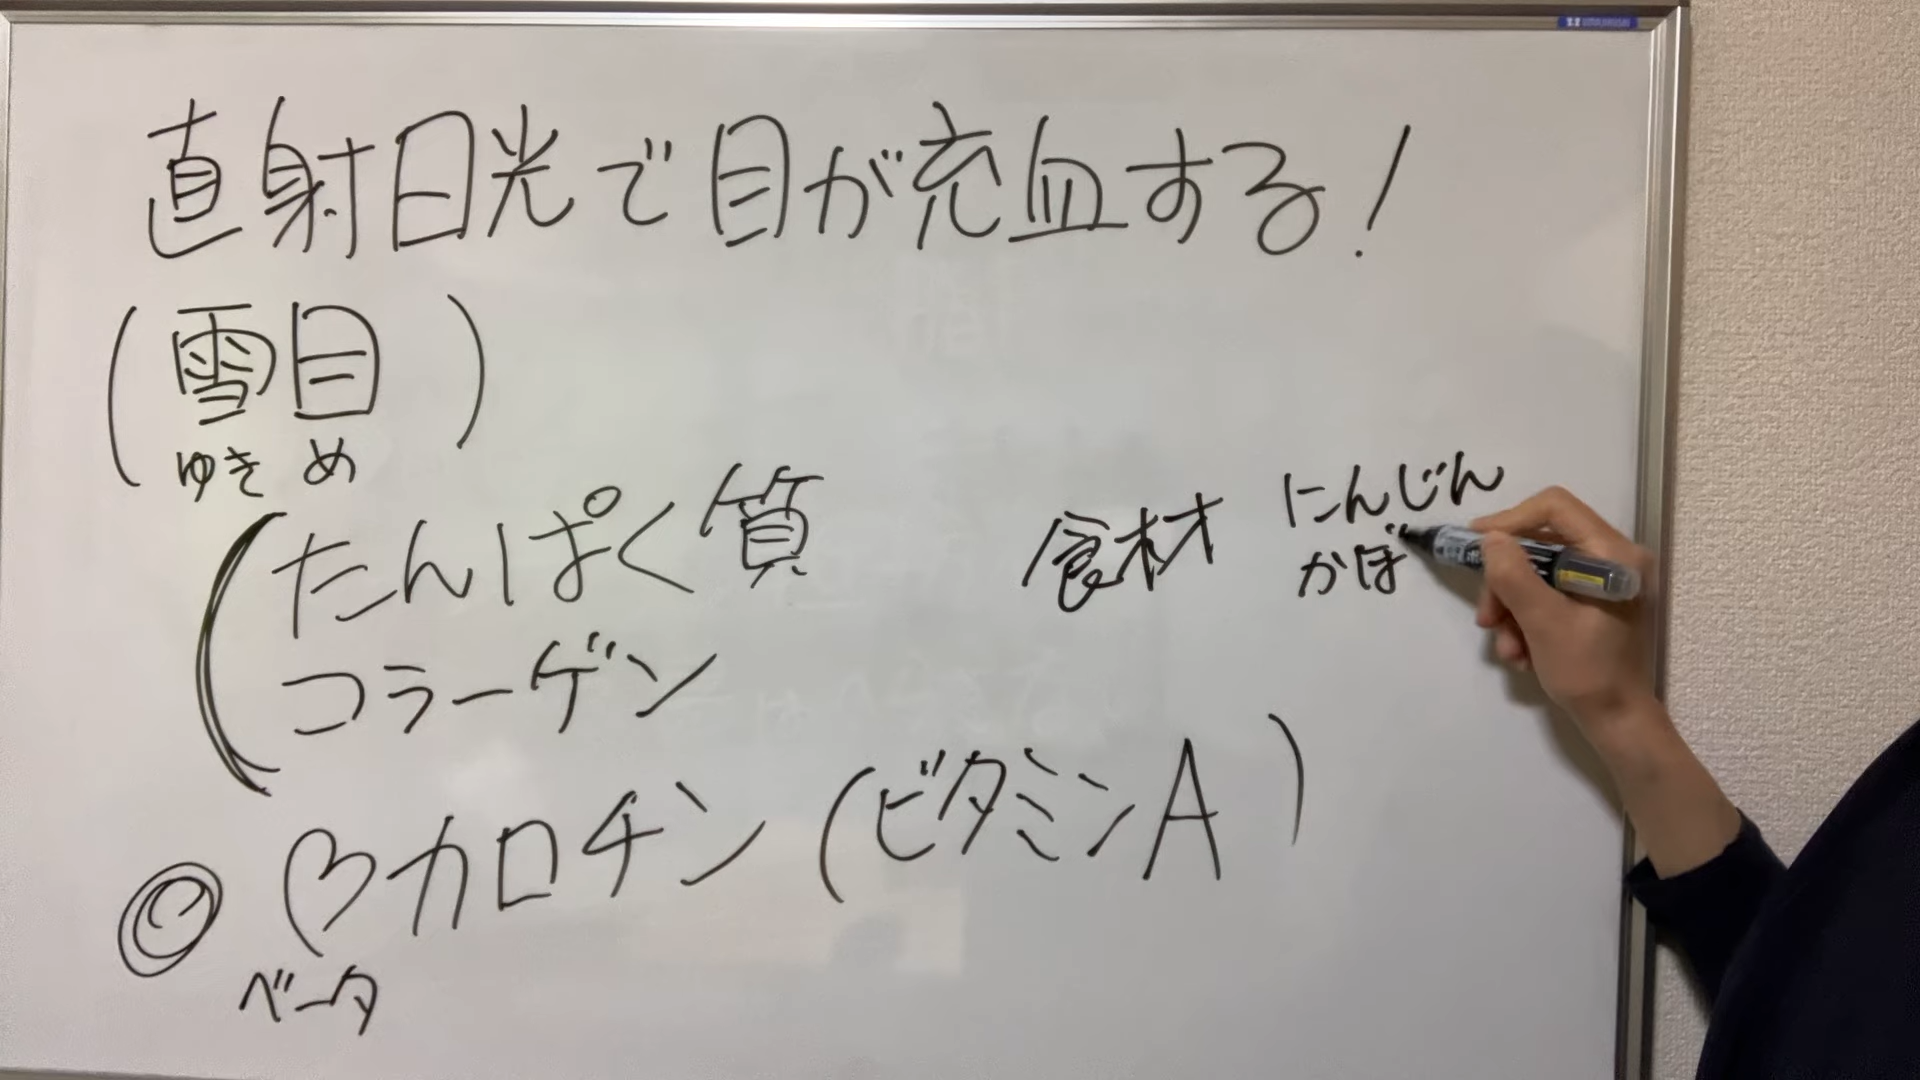 直射日光で目が充血する!
(雪目)
ゆきめ
(たんぱく質
コラーゲン
食材 にんじん
かぼ
◎βカロチン(ビタミンA)
ベータ